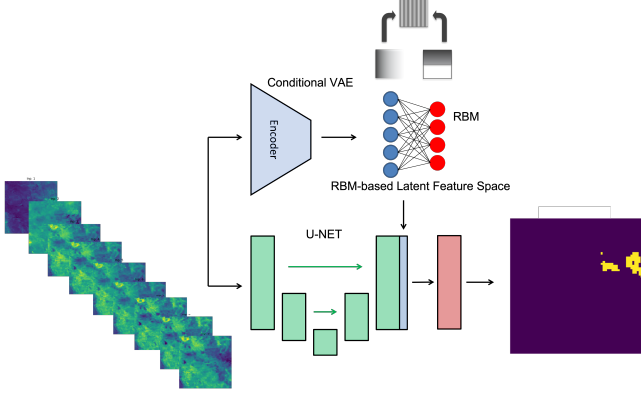 Conditional VAE
Encoder
RBM
RBM-based Latent Feature Space
U-NET